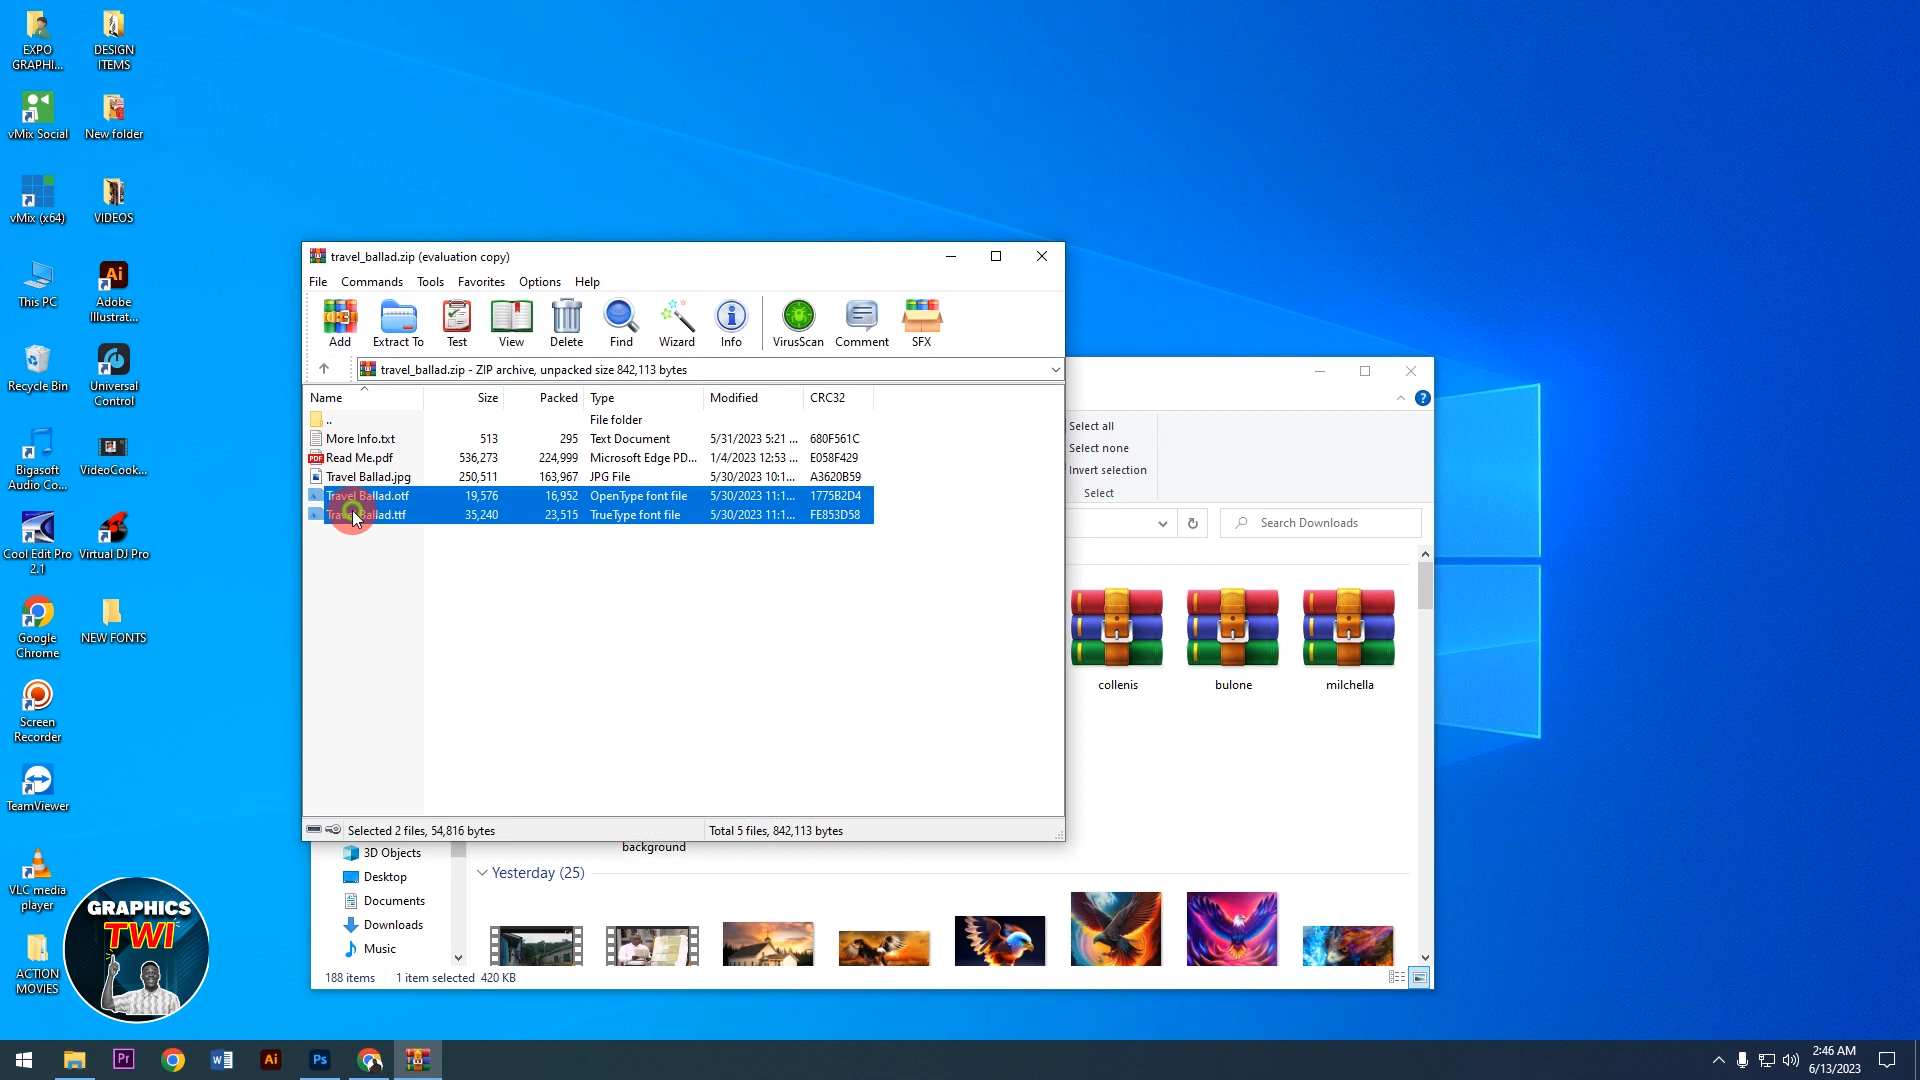 EXPO
GRAPHI...
DESIGN
ITEMS
vMix Social
New folder
vMix (x64)
VIDEOS
This PC
Ai
Adobe
Illustrat...
Recycle Bin
Universal
Control
Bigasoft
Audio Co...
VideoCook...
Cool Edit Pro
2.1
Virtual DJ Pro
Google
Chrome
NEW FONTS
Screen
Recorder
TeamViewer
VLC media
player
ACTION
MOVIES
GRAPHICS
TWI
travel_ballad.zip (evaluation copy)
File Commands Tools Favorites Options Help
Add Extract To Test View Delete Find Wizard Info VirusScan Comment SFX
travel_ballad.zip - ZIP archive, unpacked size 842,113 bytes
Name Size Packed Type Modified CRC32
.. File folder
More Info.txt 513 295 Text Document 5/31/2023 5:21 ... 680F561C
Read Me.pdf 536,273 224,999 Microsoft Edge PD... 1/4/2023 12:53 ... E058F429
Travel Ballad.jpg 250,511 163,967 JPG File 5/30/2023 10:1... A3620B59
Travel Ballad.otf 19,576 16,952 OpenType font file 5/30/2023 11:1... 1775B2D4
Travel Ballad.ttf 35,240 23,515 TrueType font file 5/30/2023 11:1... FE853D58
Selected 2 files, 54,816 bytes Total 5 files, 842,113 bytes
Select all
Select none
Invert selection
Select
Search Downloads
collenis bulone milchella
background
3D Objects
Desktop
Documents
Downloads
Music
Yesterday (25)
188 items 1 item selected 420 KB
Pr
Ai
Ps
2:46 AM
6/13/2023